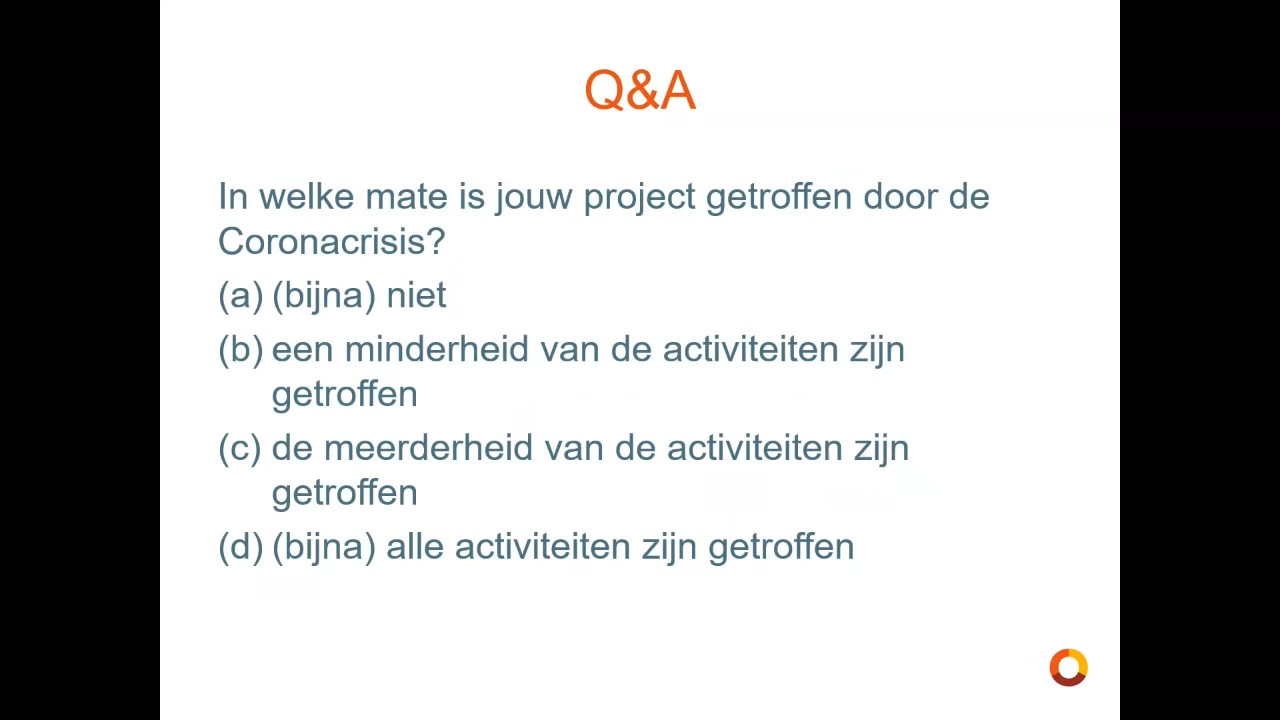 Q&A
In welke mate is jouw project getroffen door de
Coronacrisis?
(a) (bijna) niet
(b) een minderheid van de activiteiten zijn
getroffen
(c) de meerderheid van de activiteiten zijn
getroffen
(d) (bijna) alle activiteiten zijn getroffen